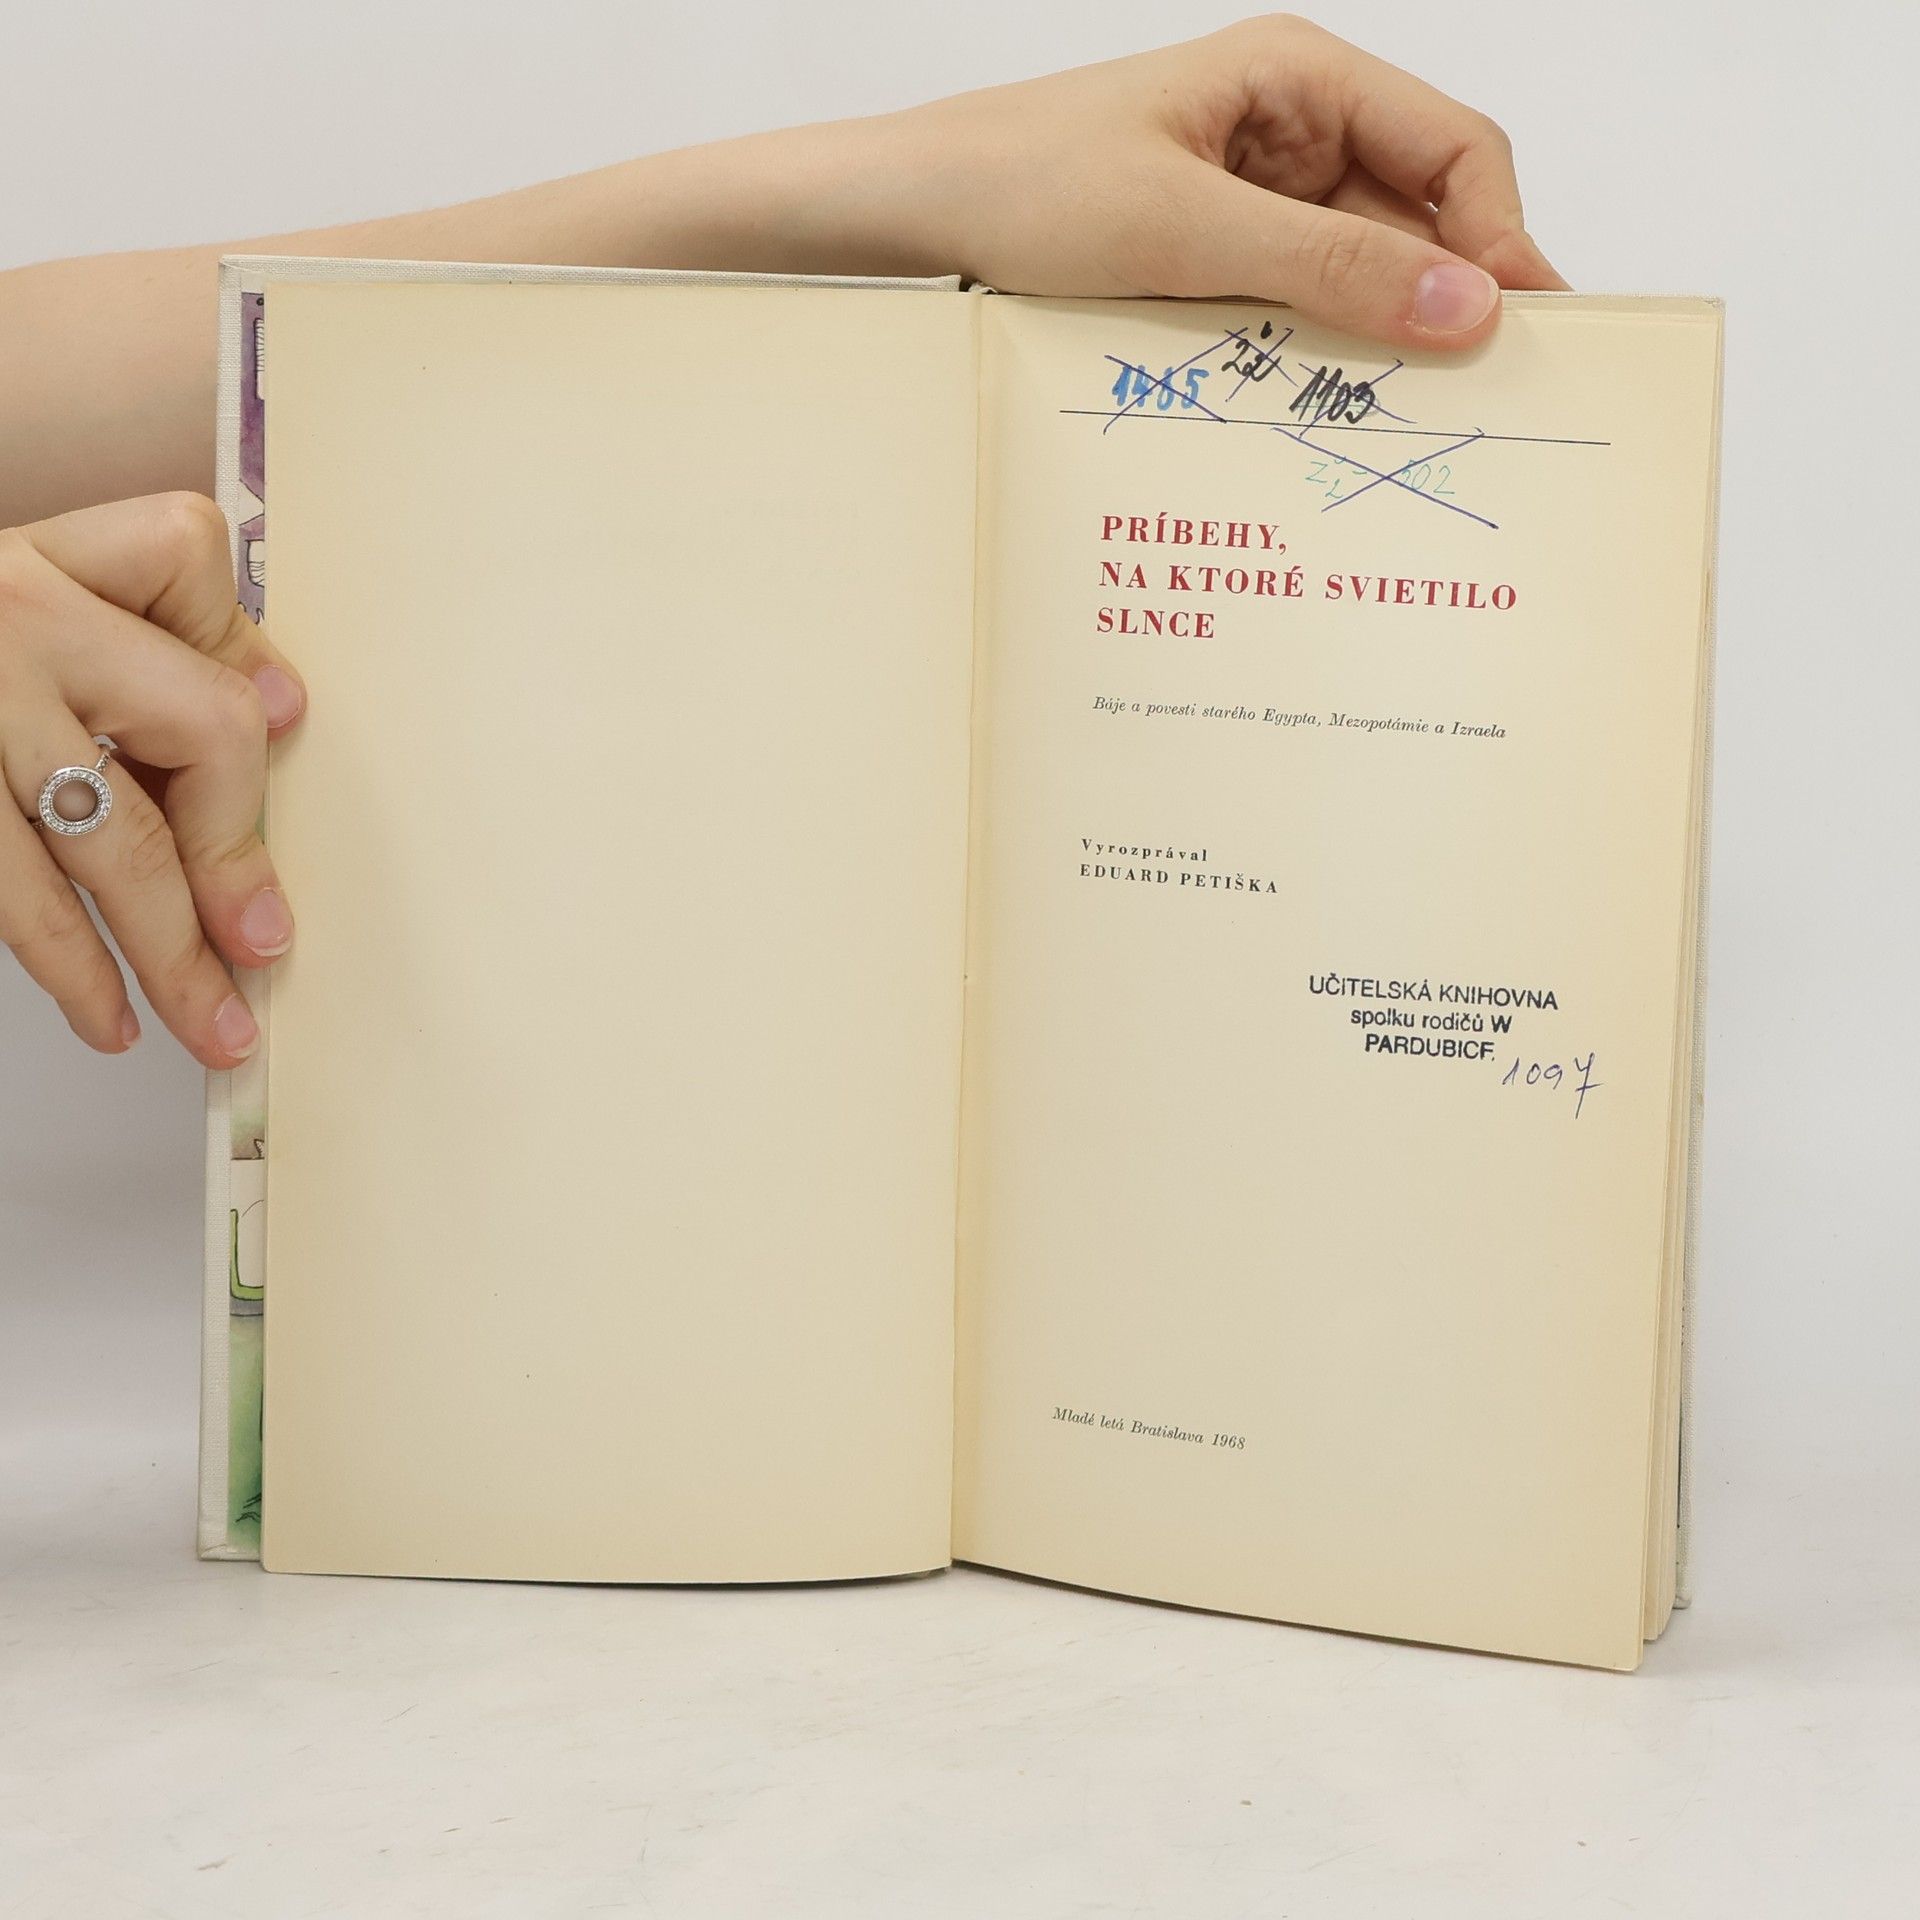 1465 1103
502
PRÍBEHY,
NA KTORÉ SVIETILO
SLNCE
Báje a povesti starého Egypta, Mezopotámie a Izraela
Vyrozprával
EDUARD PETIŠKA
UČITELSKÁ KNIHOVNA
spolku rodičů W
PARDUBICE
1097
Mladé letá Bratislava 1968